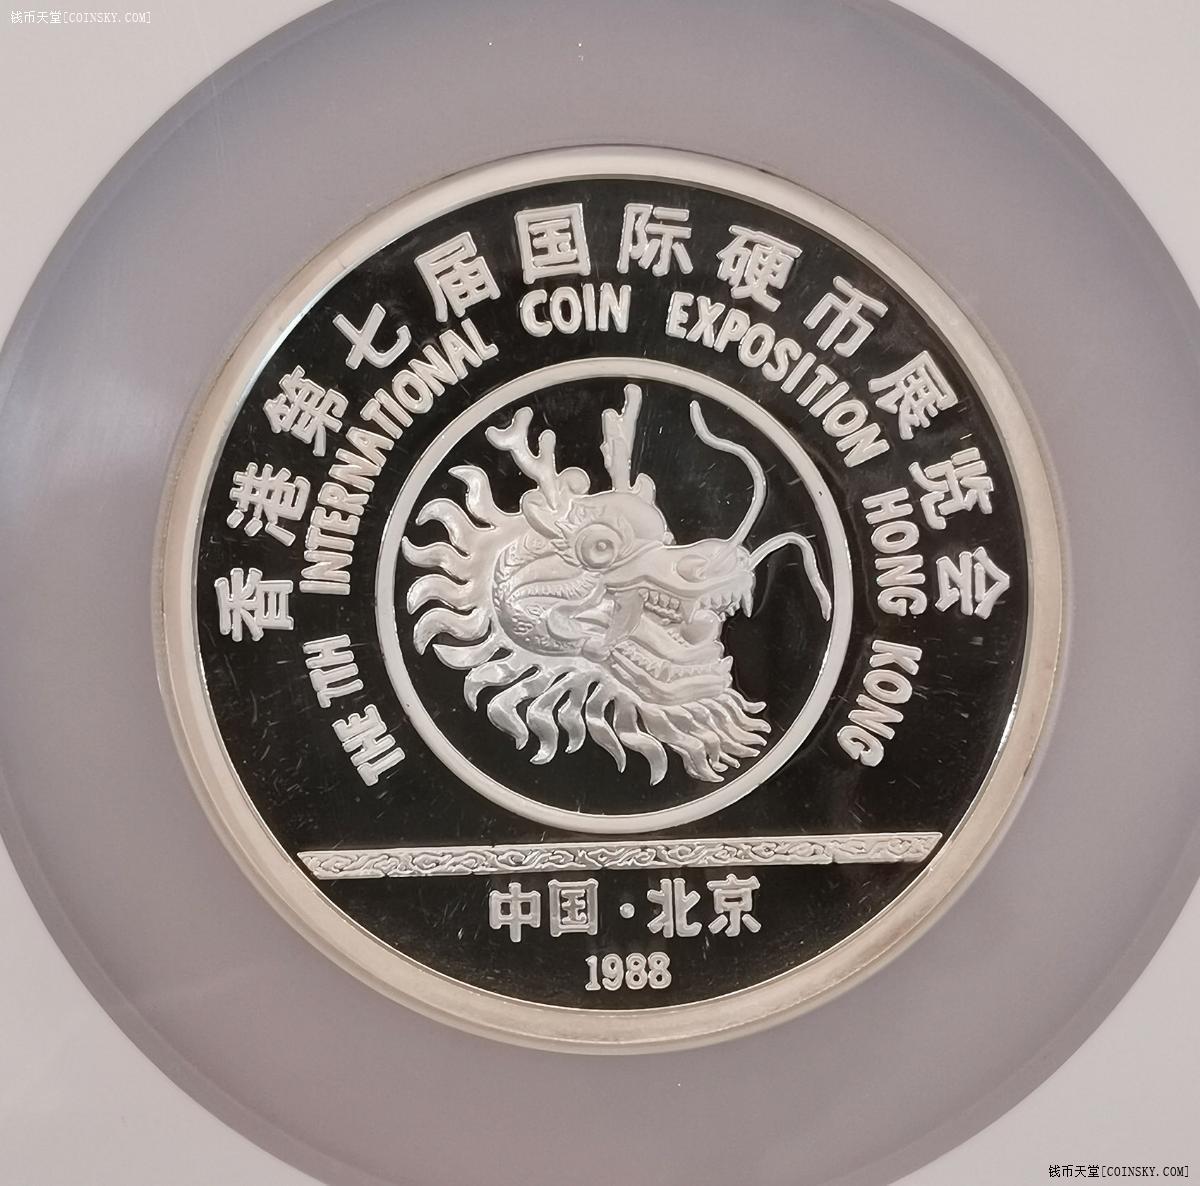 钱币天堂[COINSKY.COM]
香港第七届国际硬币展览会
THE 7TH INTERNATIONAL COIN EXPOSITION HONG KONG
中国·北京
1988
钱币天堂[COINSKY.COM]